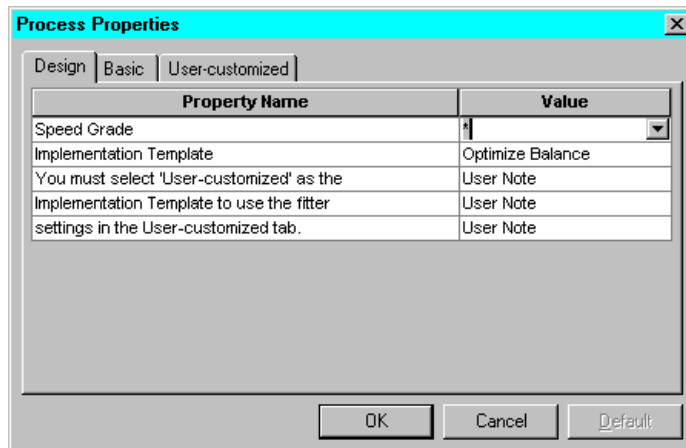 Process Properties
Design Basic User-customized
Property Name Value
Speed Grade *
Implementation Template Optimize Balance
You must select 'User-customized' as the User Note
Implementation Template to use the fitter User Note
settings in the User-customized tab. User Note
OK Cancel Default